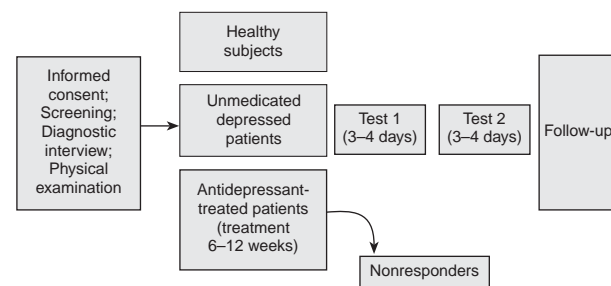 Informed
consent;
Screening;
Diagnostic
interview;
Physical
examination
Healthy
subjects
Unmedicated
depressed
patients
Antidepressant-
treated patients
(treatment
6–12 weeks)
Nonresponders
Test 1
(3–4 days)
Test 2
(3–4 days)
Follow-up